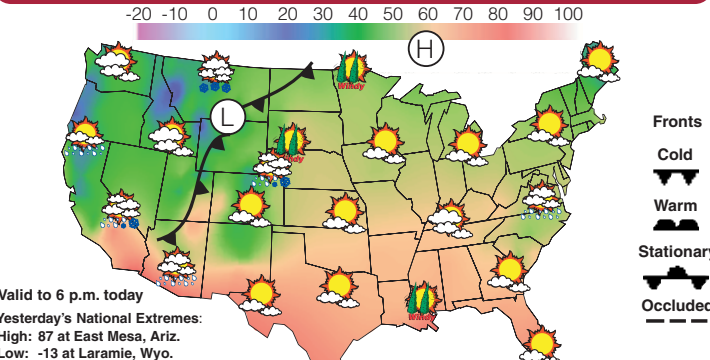 -20 -10 0 10 20 30 40 50 60 70 80 90 100
H
Windy
L
Windy
Windy
Fronts
Cold
Warm
Stationary
Occluded
Valid to 6 p.m. today
Yesterday's National Extremes:
High: 87 at East Mesa, Ariz.
Low: -13 at Laramie, Wyo.